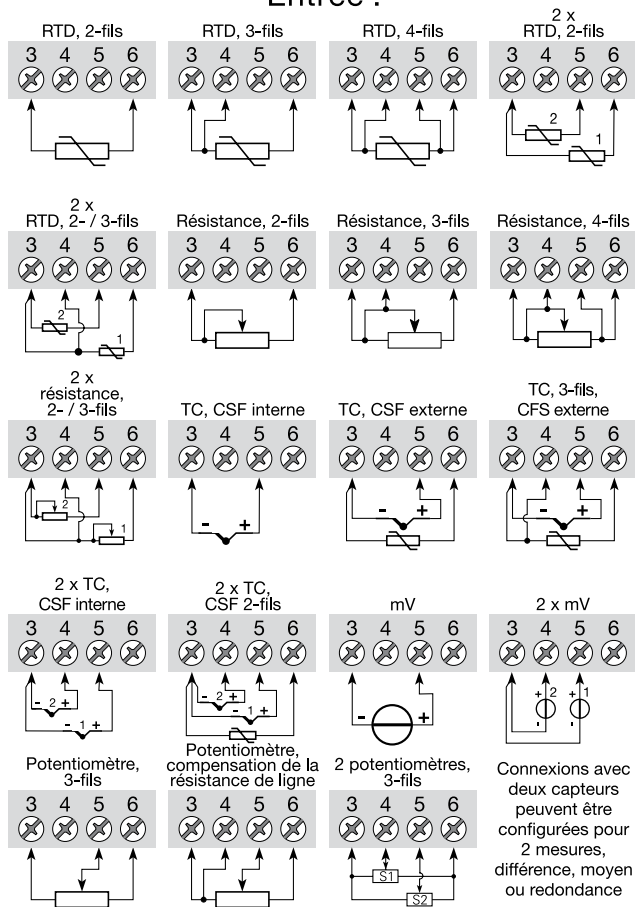 Entrée :
RTD, 2-fils
RTD, 3-fils
RTD, 4-fils
2 x
RTD, 2-fils
3 4 5 6
3 4 5 6
3 4 5 6
3 4 5 6
2
1
2 x
RTD, 2- / 3-fils
Résistance, 2-fils
Résistance, 3-fils
Résistance, 4-fils
3 4 5 6
3 4 5 6
3 4 5 6
3 4 5 6
2
1
2 x
résistance,
2- / 3-fils
TC, CSF interne
TC, CSF externe
TC, 3-fils,
CFS externe
3 4 5 6
3 4 5 6
3 4 5 6
3 4 5 6
2
1
- +
- +
- +
2 x TC,
CSF interne
2 x TC,
CSF 2-fils
mV
2 x mV
3 4 5 6
3 4 5 6
3 4 5 6
3 4 5 6
- 2 +
- 1 +
- 2 +
- 1 +
- +
+ 2
-
+ 1
-
Potentiomètre,
3-fils
Potentiomètre,
compensation de la
résistance de ligne
2 potentiomètres,
3-fils
3 4 5 6
3 4 5 6
3 4 5 6
S1
S2
Connexions avec
deux capteurs
peuvent être
configurées pour
2 mesures,
différence, moyen
ou redondance